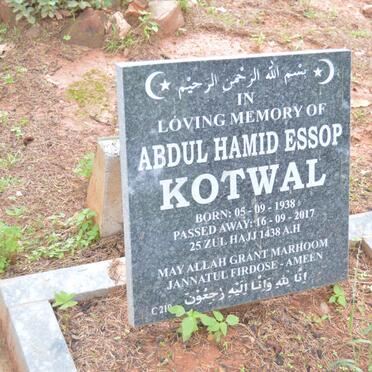 بسم الله الرحمن الرحيم
IN
LOVING MEMORY OF
ABDUL HAMID ESSOP
KOTWAL
BORN: 05-09-1938
PASSED AWAY: 16-09-2017
25 ZUL HAJJ 1438 A.H
MAY ALLAH GRANT MARHOOM
JANNATUL FIRDOSE - AMEEN
انا لله وانا اليه رجعون